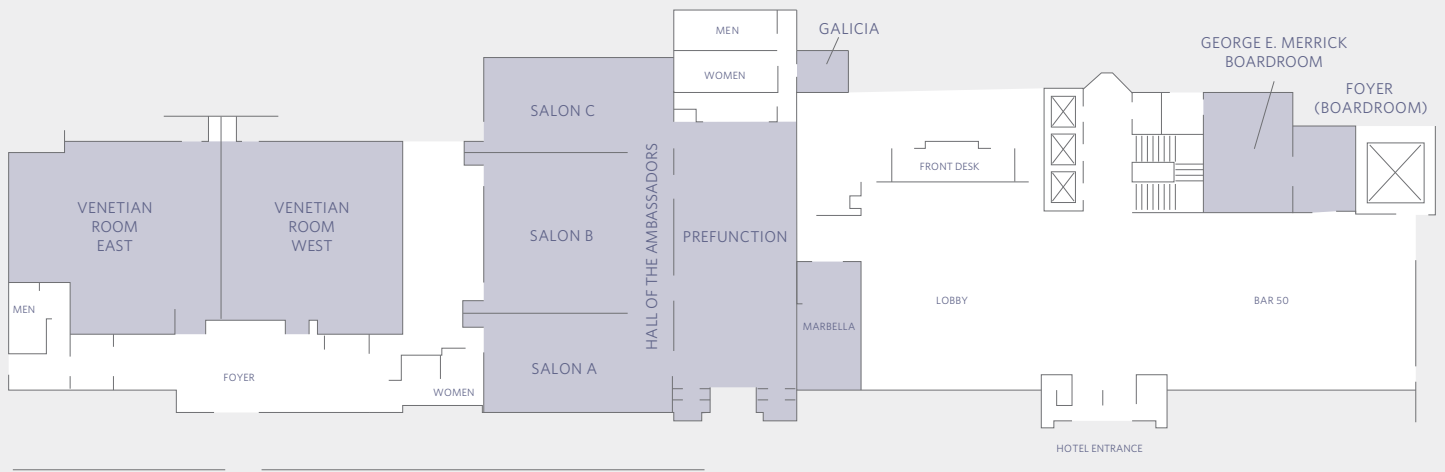 MEN
GALICIA
GEORGE E. MERRICK
BOARDROOM
WOMEN
FOYER
(BOARDROOM)
SALON C
FRONT DESK
VENETIAN
ROOM
EAST
VENETIAN
ROOM
WEST
SALON B
HALL OF THE AMBASSADORS
PREFUNCTION
MEN
LOBBY
BAR 50
MARBELLA
SALON A
FOYER
WOMEN
HOTEL ENTRANCE